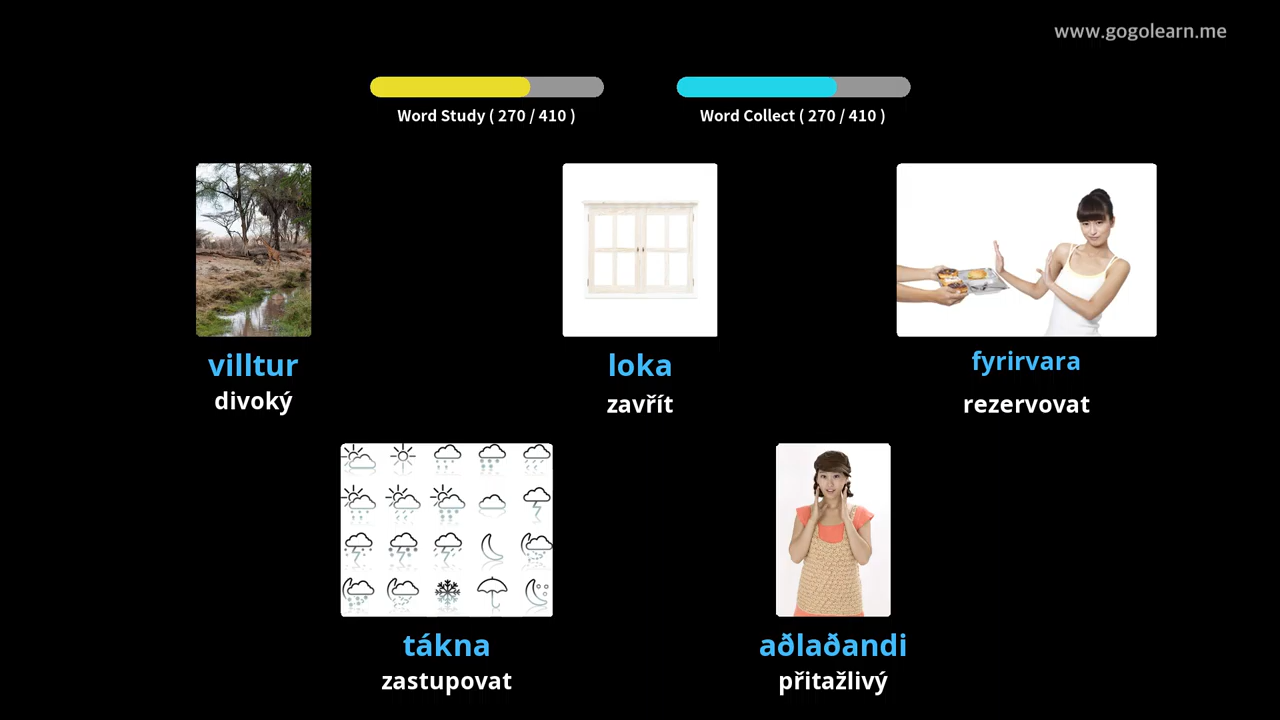 www.gogolearn.me
Word Study ( 270 / 410 )
Word Collect ( 270 / 410 )
villtur
divoký
loka
zavřít
fyrirvara
rezervovat
tákna
zastupovat
aðlaðandi
přitažlivý